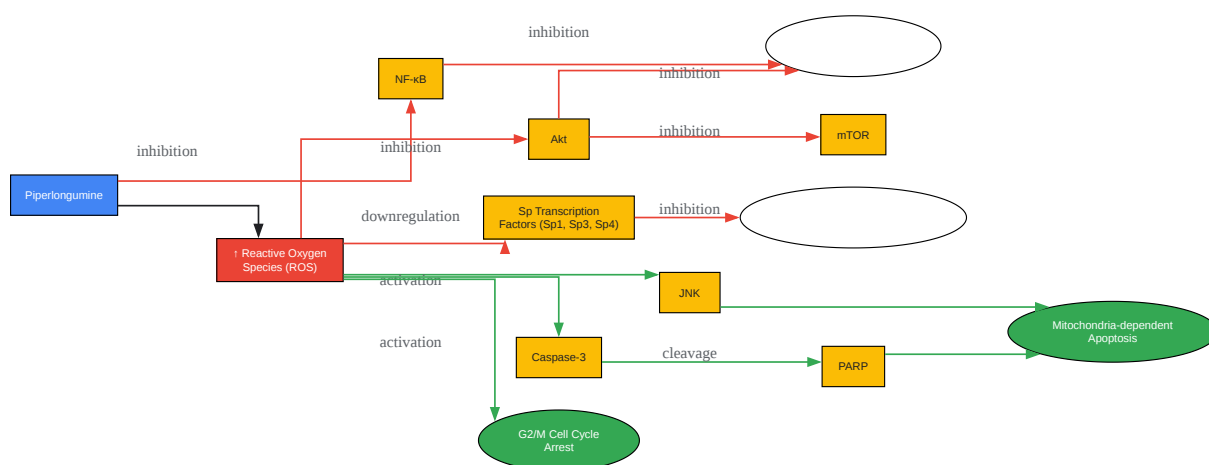 inhibition
NF-κB
inhibition
Akt
inhibition
mTOR
inhibition
inhibition
Piperlongumine
downregulation
Sp Transcription
Factors (Sp1, Sp3, Sp4)
inhibition
↑ Reactive Oxygen
Species (ROS)
activation
JNK
Mitochondria-dependent
Apoptosis
activation
Caspase-3
cleavage
PARP
G2/M Cell Cycle
Arrest